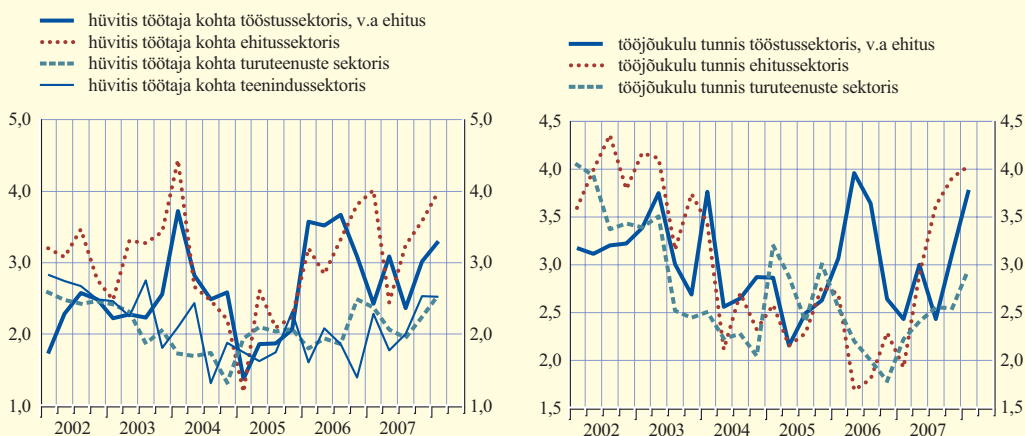 hüvitis töötaja kohta tööstussektoris, v.a ehitus
hüvitis töötaja kohta ehitussektoris
hüvitis töötaja kohta turuteenuste sektoris
hüvitis töötaja kohta teenindussektoris
5,0 5,0
4,0 4,0
3,0 3,0
2,0 2,0
1,0 1,0
2002 2003 2004 2005 2006 2007
tööjõukulu tunnis tööstussektoris, v.a ehitus
tööjõukulu tunnis ehitussektoris
tööjõukulu tunnis turuteenuste sektoris
4,5 4,5
4,0 4,0
3,5 3,5
3,0 3,0
2,5 2,5
2,0 2,0
1,5 1,5
2002 2003 2004 2005 2006 2007